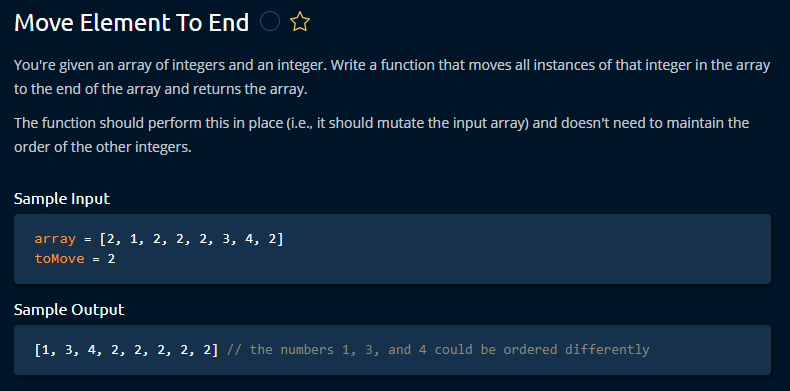 Move Element To End
You're given an array of integers and an integer. Write a function that moves all instances of that integer in the array
to the end of the array and returns the array.
The function should perform this in place (i.e., it should mutate the input array) and doesn't need to maintain the
order of the other integers.
Sample Input
array = [2, 1, 2, 2, 2, 3, 4, 2]
toMove = 2
Sample Output
[1, 3, 4, 2, 2, 2, 2, 2] // the numbers 1, 3, and 4 could be ordered differently